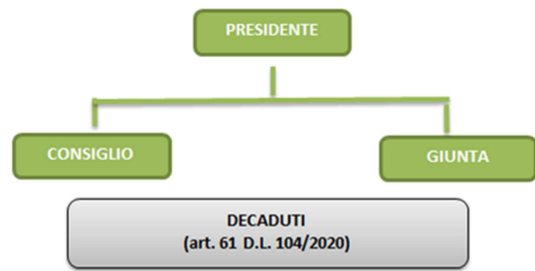 PRESIDENTE
CONSIGLIO
GIUNTA
DECADUTI
(art. 61 D.L. 104/2020)